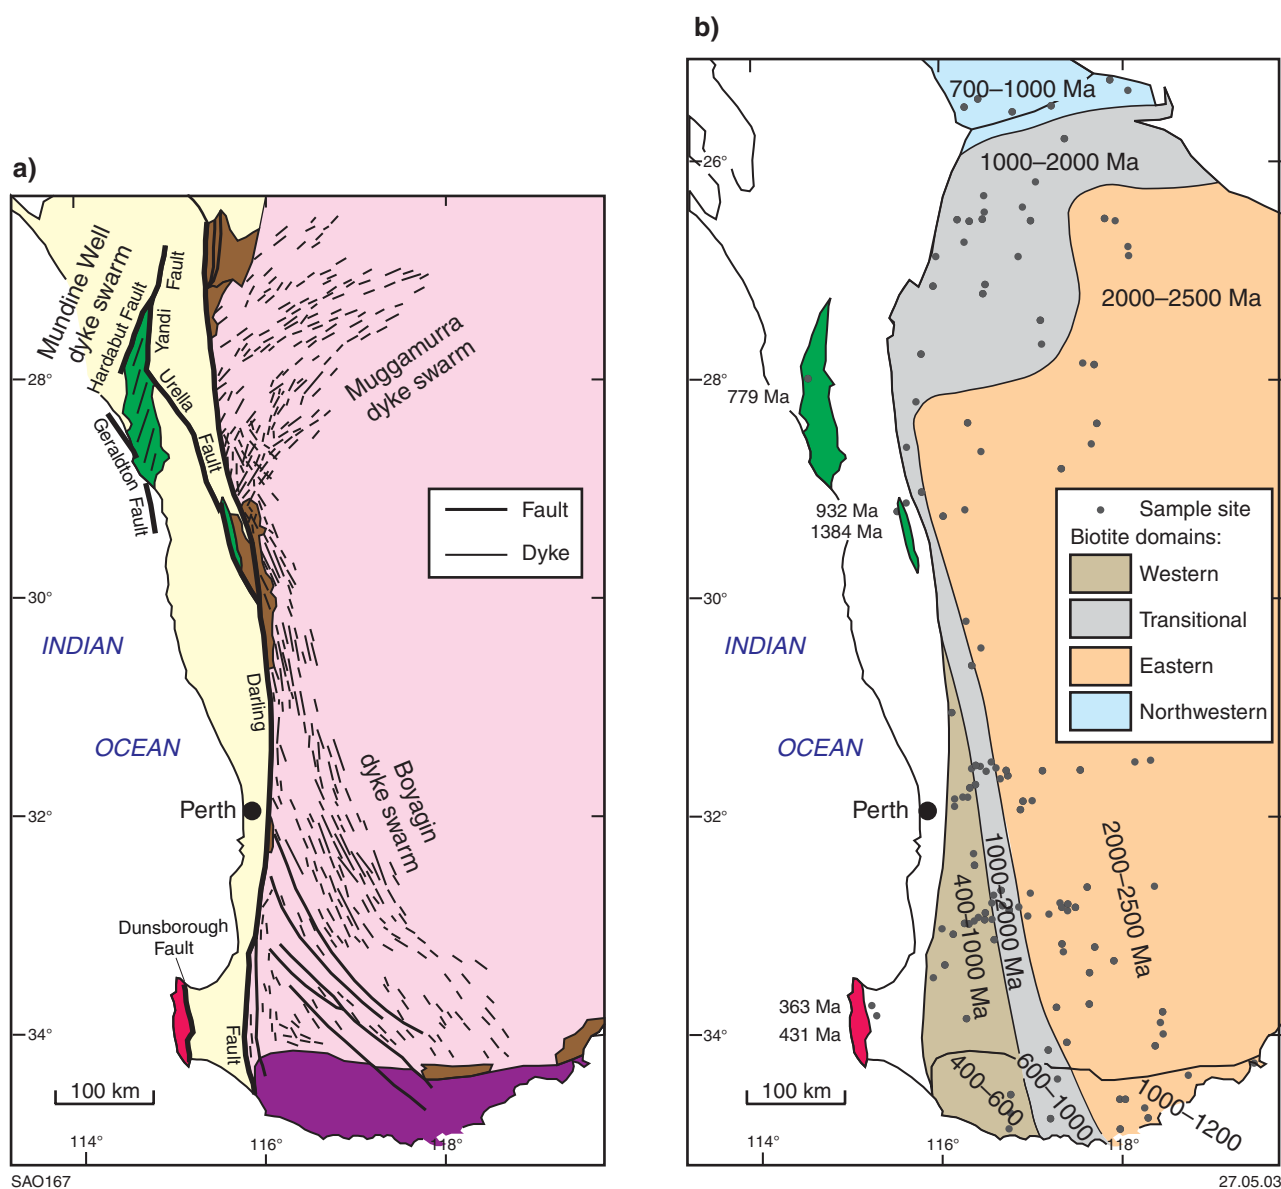 a)
Mundine Well
dyke swarm
Hardabut Fault
Yandi
Fault
Urella
Fault
Geraldton Fault
Muggamurra
dyke swarm
Fault
Dyke
28°
30°
INDIAN
OCEAN
Darling
Boyagin
dyke swarm
Perth
32°
Dunsborough
Fault
Fault
34°
100 km
114°
116°
118°
SAO167
b)
700–1000 Ma
26°
1000–2000 Ma
2000–2500 Ma
28°
779 Ma
932 Ma
1384 Ma
Sample site
Biotite domains:
Western
Transitional
Eastern
Northwestern
30°
INDIAN
OCEAN
Perth
32°
400–1000 Ma
1000–2000 Ma
2000–2500 Ma
363 Ma
431 Ma
34°
400–600
600–1000
1000–1200
100 km
114°
116°
118°
27.05.03